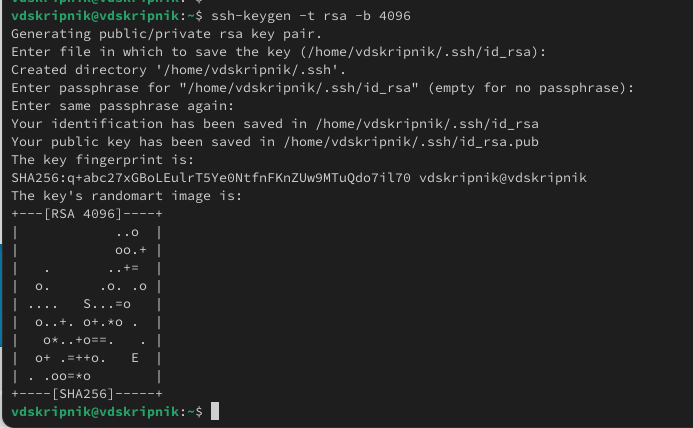 vdskripnik@vdskripnik:~$ ssh-keygen -t rsa -b 4096
Generating public/private rsa key pair.
Enter file in which to save the key (/home/vdskripnik/.ssh/id_rsa):
Created directory '/home/vdskripnik/.ssh'.
Enter passphrase for "/home/vdskripnik/.ssh/id_rsa" (empty for no passphrase):
Enter same passphrase again:
Your identification has been saved in /home/vdskripnik/.ssh/id_rsa
Your public key has been saved in /home/vdskripnik/.ssh/id_rsa.pub
The key fingerprint is:
SHA256:q+abc27xGBoLEulrT5Ye0NtfnFKnZUw9MTuQdo7il70 vdskripnik@vdskripnik
The key's randomart image is:
+---[RSA 4096]----+
|            ..o  |
|            oo.+ |
|   .       ..+=  |
|  o.      .o. .o |
| ....   S...=o   |
|  o..+. o+.*o .  |
|   o*..+o==.   . |
|  o+ .=++o.   E  |
| . .oo=*o        |
+----[SHA256]-----+
vdskripnik@vdskripnik:~$